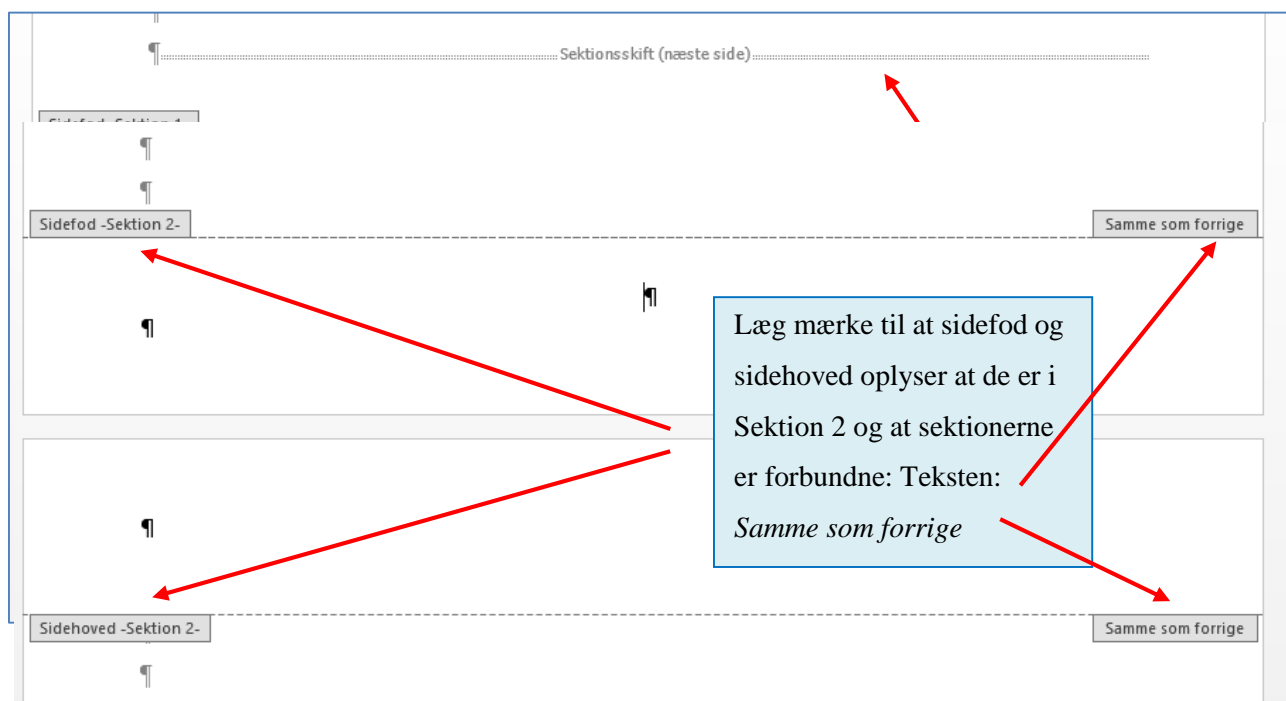 ¶
¶ Sektionsskift (næste side)
¶
¶
Sidefod -Sektion 2- Samme som forrige
¶
¶
Læg mærke til at sidefod og
sidehoved oplyser at de er i
Sektion 2 og at sektionerne
er forbundne: Teksten:
Samme som forrige
¶
Sidehoved -Sektion 2- Samme som forrige
¶